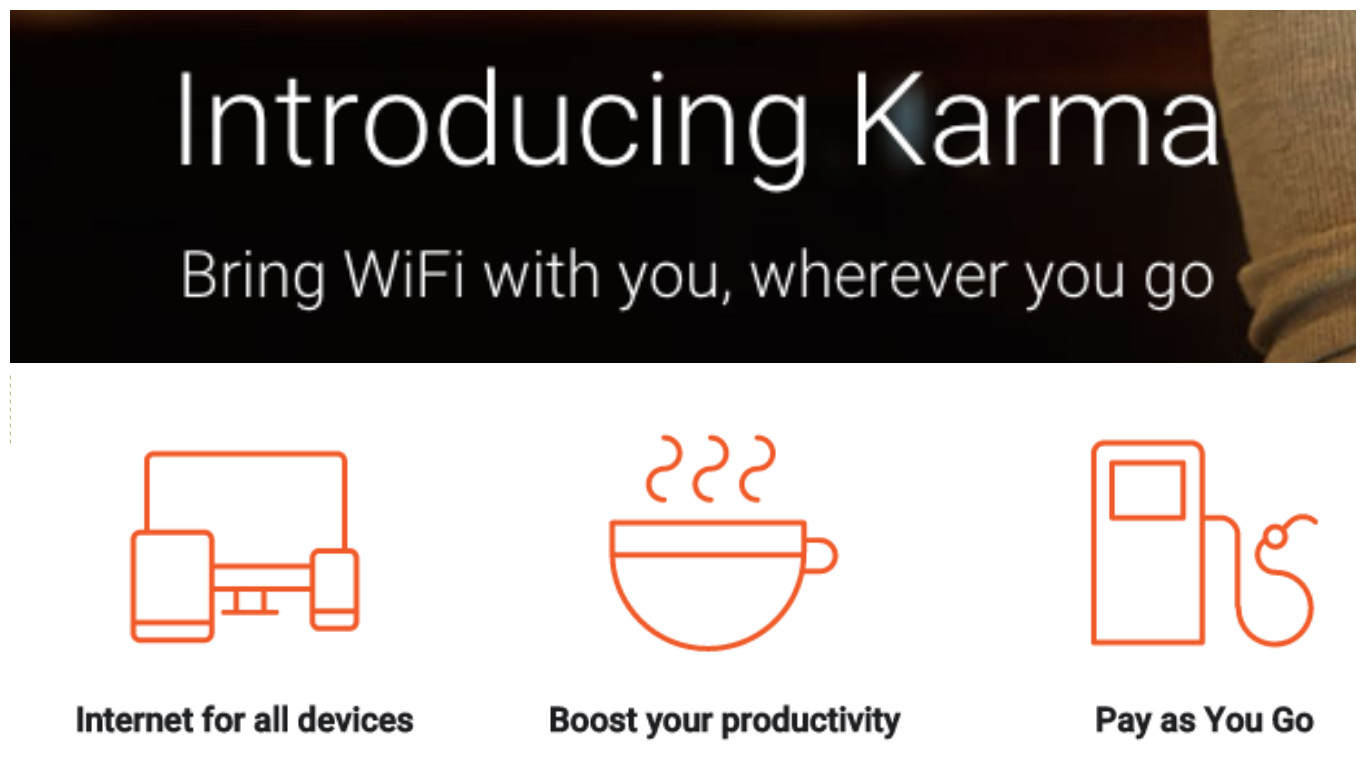 Introducing Karma
Bring WiFi with you, wherever you go
Internet for all devices
Boost your productivity
Pay as You Go